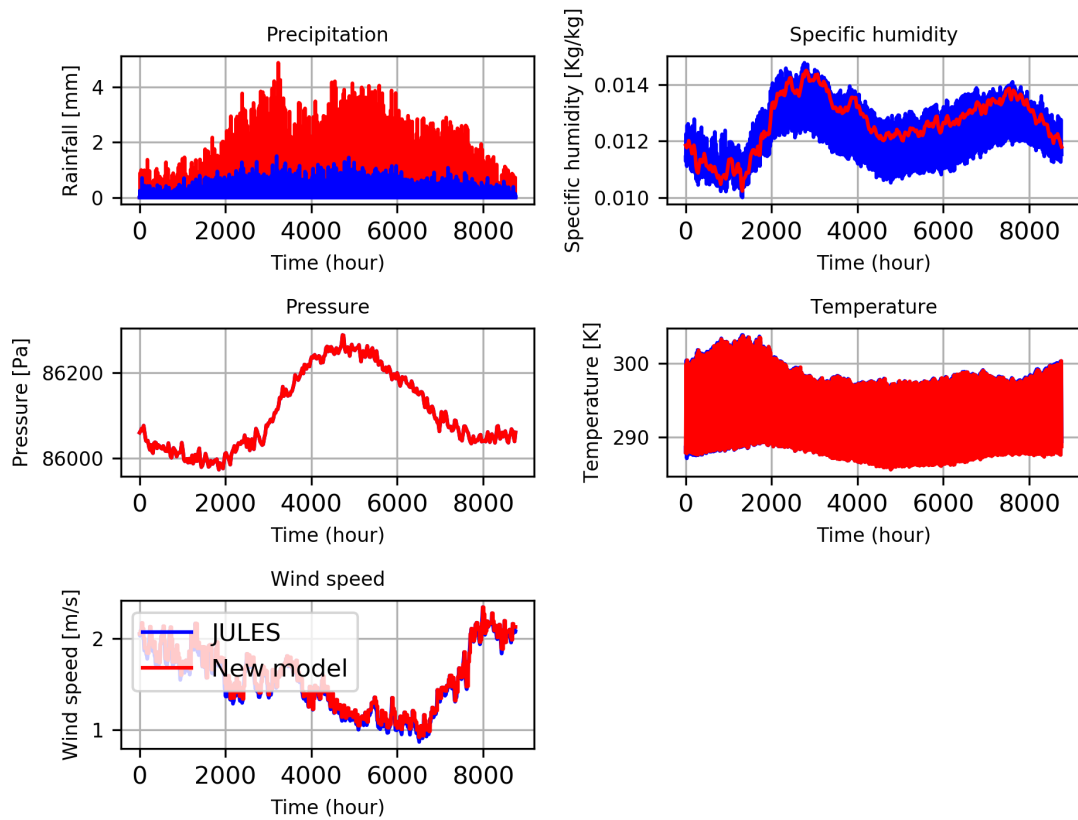 Precipitation
Rainfall [mm]
4
2
0
0 2000 4000 6000 8000
Time (hour)
Specific humidity
Specific humidity [Kg/kg]
0.014
0.012
0.010
0 2000 4000 6000 8000
Time (hour)
Pressure
Pressure [Pa]
86200
86000
0 2000 4000 6000 8000
Time (hour)
Temperature
Temperature [K]
300
290
0 2000 4000 6000 8000
Time (hour)
Wind speed
Wind speed [m/s]
2
1
JULES
New model
0 2000 4000 6000 8000
Time (hour)